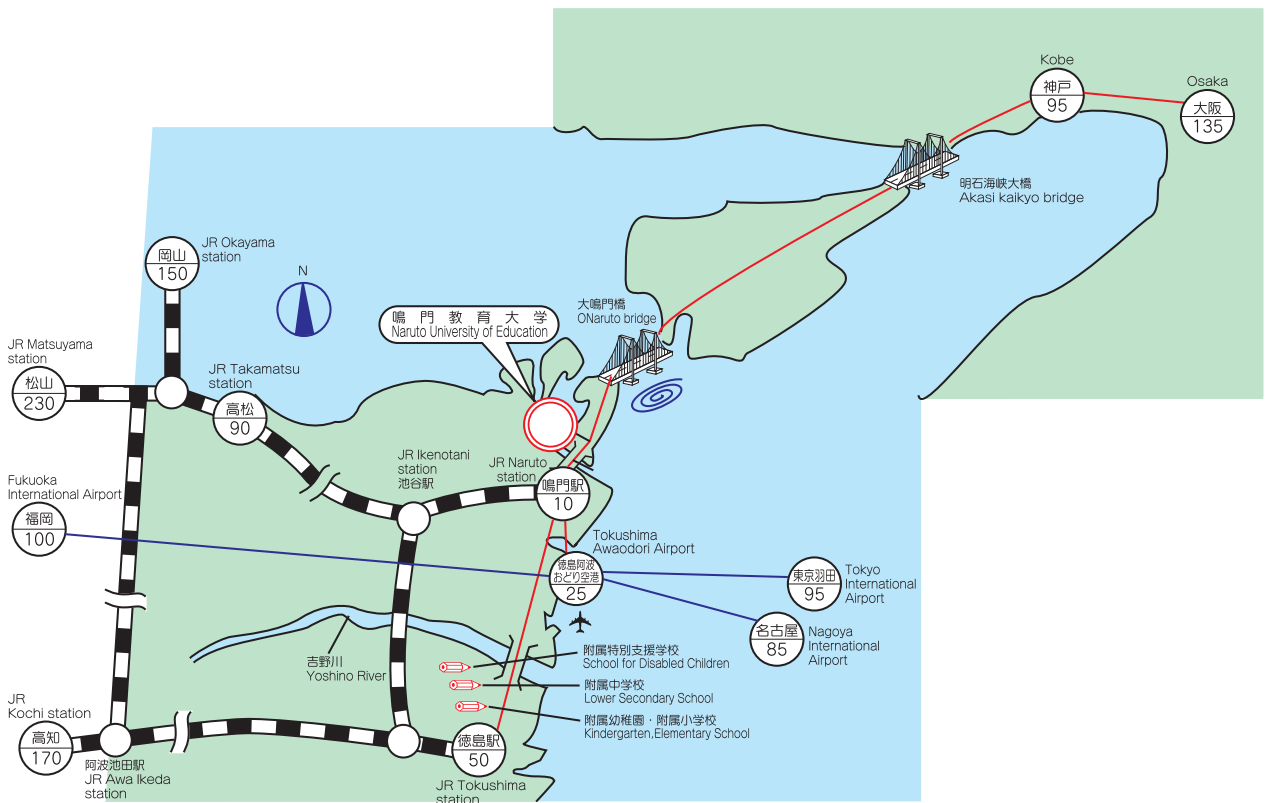 Kobe
神戸
95
Osaka
大阪
135
明石海峡大橋
Akasi kaikyo bridge
岡山
150
JR Okayama
station
N
大鳴門橋
ONaruto bridge
鳴門教育大学
Naruto University of Education
JR Matsuyama
station
松山
230
JR Takamatsu
station
高松
90
JR Ikenotani
station
池谷駅
JR Naruto
station
鳴門駅
10
Fukuoka
International Airport
福岡
100
Tokushima
Awaodori Airport
徳島阿波
おどり空港
25
東京羽田
95
Tokyo
International
Airport
名古屋
85
Nagoya
International
Airport
吉野川
Yoshino River
附属特別支援学校
School for Disabled Children
附属中学校
Lower Secondary School
附属幼稚園・附属小学校
Kindergarten,Elementary School
JR
Kochi station
高知
170
阿波池田駅
JR Awa Ikeda
station
徳島駅
50
JR Tokushima
station